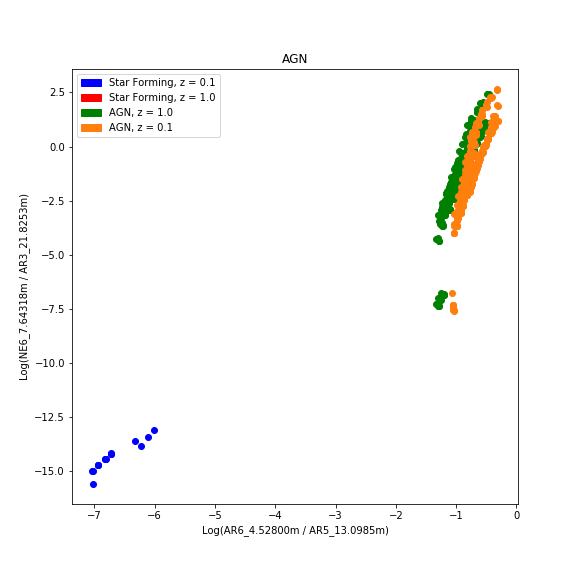 AGN
Star Forming, z = 0.1
Star Forming, z = 1.0
AGN, z = 1.0
AGN, z = 0.1
2.5
0.0
−2.5
−5.0
−7.5
−10.0
−12.5
−15.0
Log(NE6_7.64318m / AR3_21.8253m)
−7 −6 −5 −4 −3 −2 −1 0
Log(AR6_4.52800m / AR5_13.0985m)